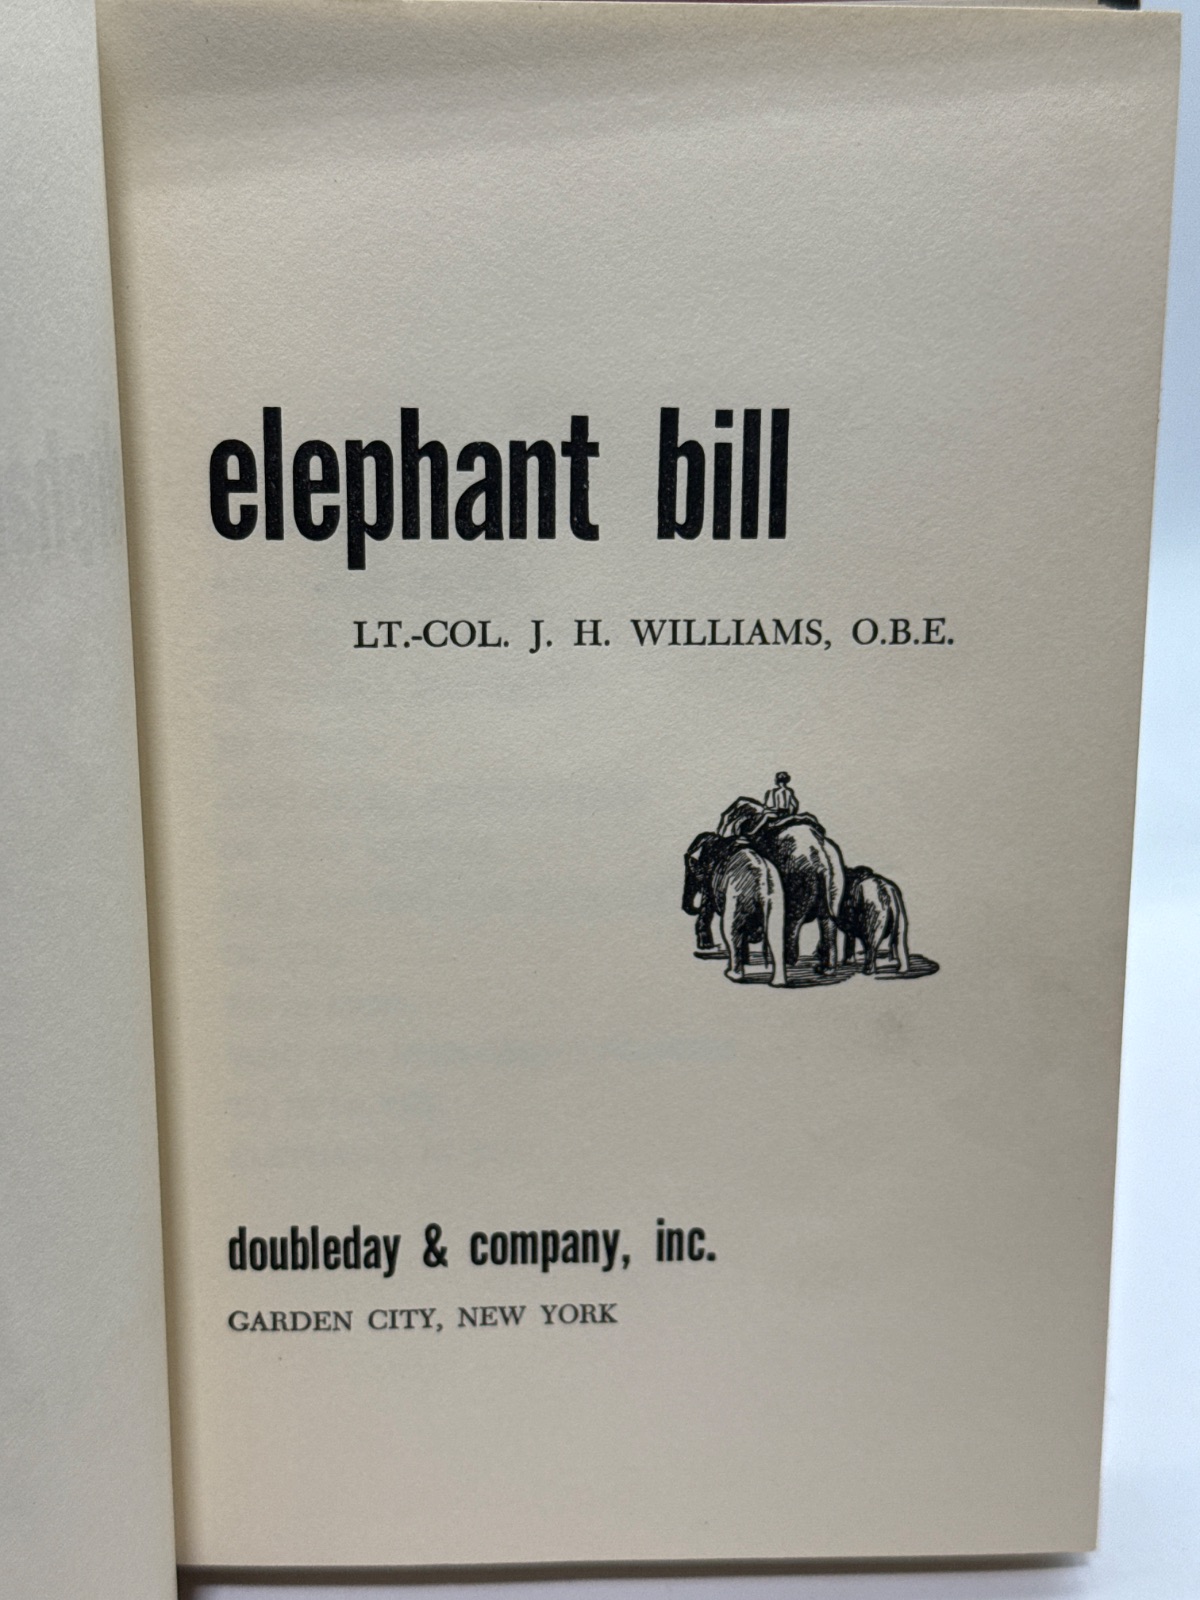 elephant bill
LT.-COL. J. H. WILLIAMS, O.B.E.
doubleday & company, inc.
GARDEN CITY, NEW YORK